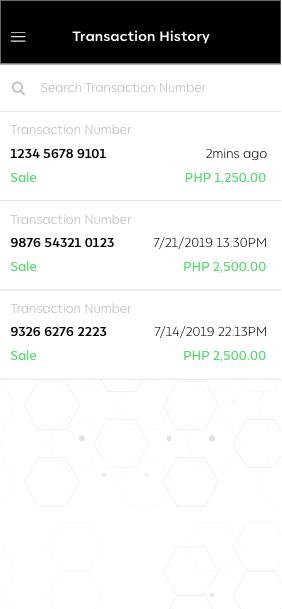 Transaction History
Search Transaction Number
Transaction Number
1234 5678 9101 2mins ago
Sale PHP 1,250.00
Transaction Number
9876 54321 0123 7/21/2019 13:30PM
Sale PHP 2,500.00
Transaction Number
9326 6276 2223 7/14/2019 22:13PM
Sale PHP 2,500.00